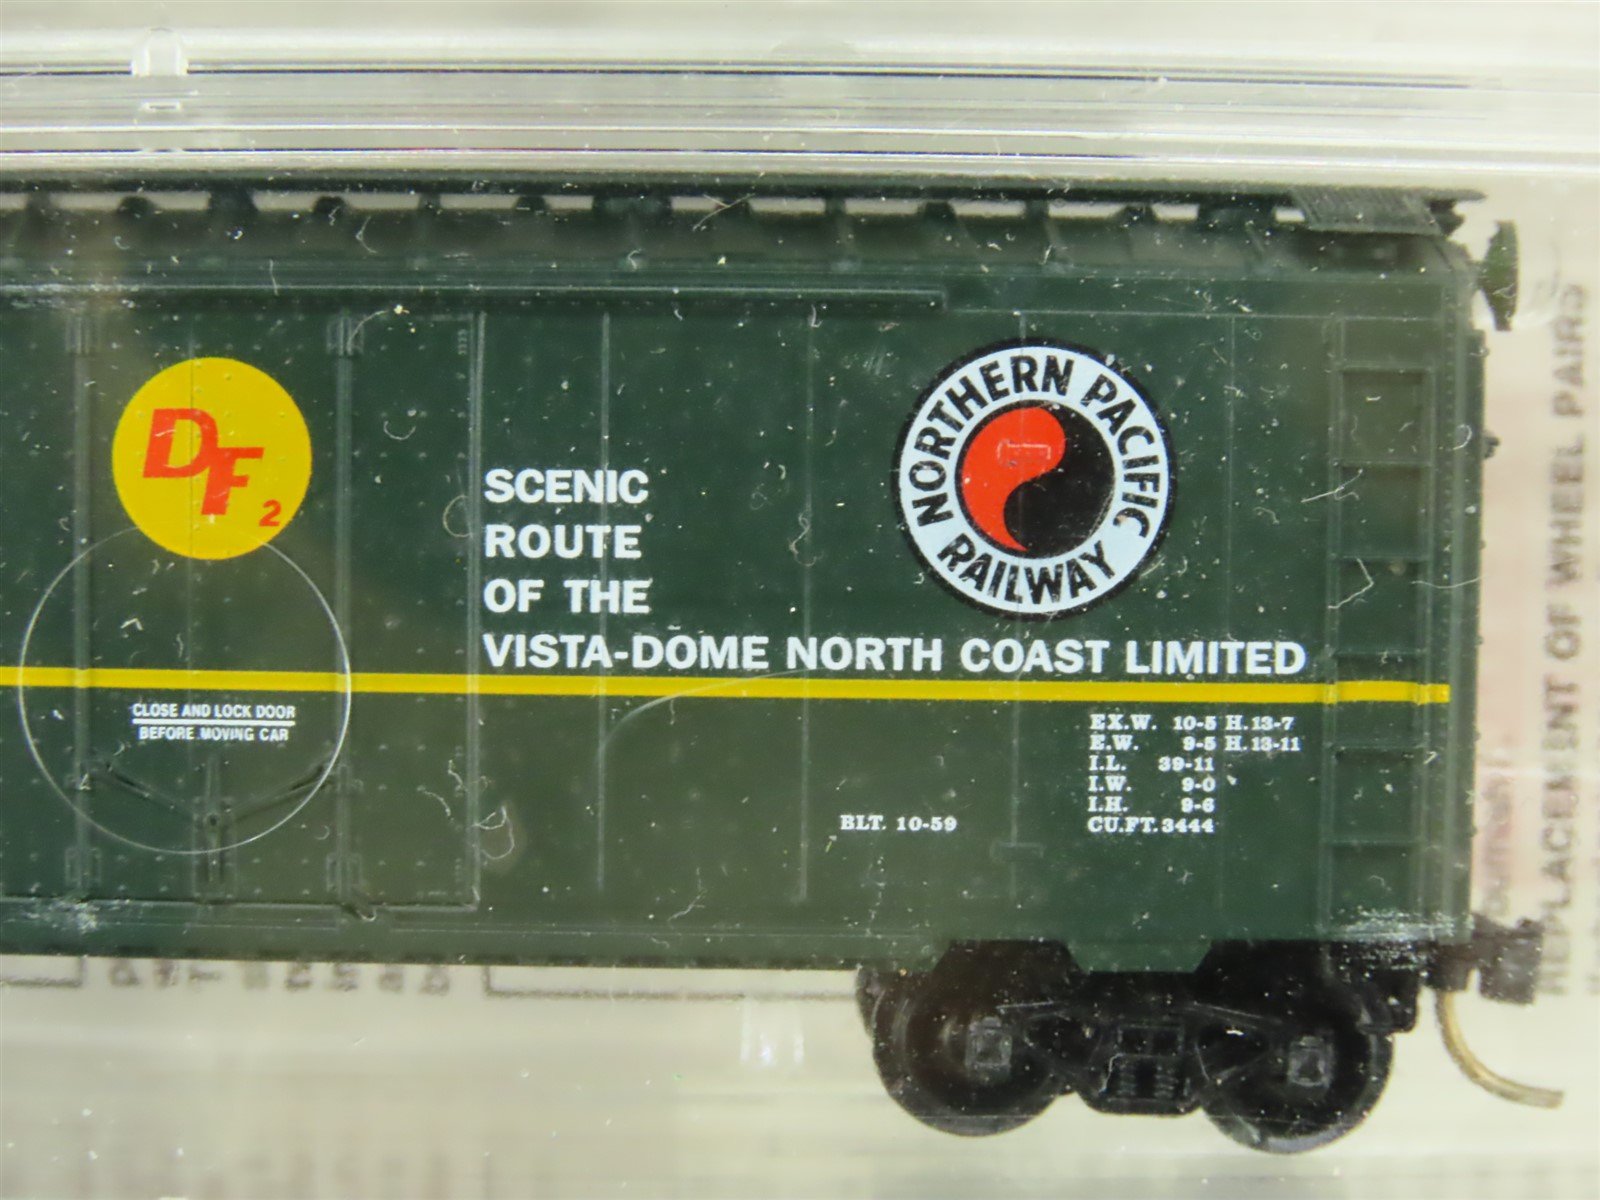 DF2
CLOSE AND LOCK DOOR
BEFORE MOVING CAR
SCENIC
ROUTE
OF THE
VISTA-DOME NORTH COAST LIMITED
NORTHERN PACIFIC
RAILWAY
BLT. 10-59
EX.W. 10-5 H.13-7
E.W. 9-5 H.13-11
I.L. 39-11
I.W. 9-0
I.H. 9-6
CU.FT.3444
REPLACEMENT OF WHEEL PAIRS